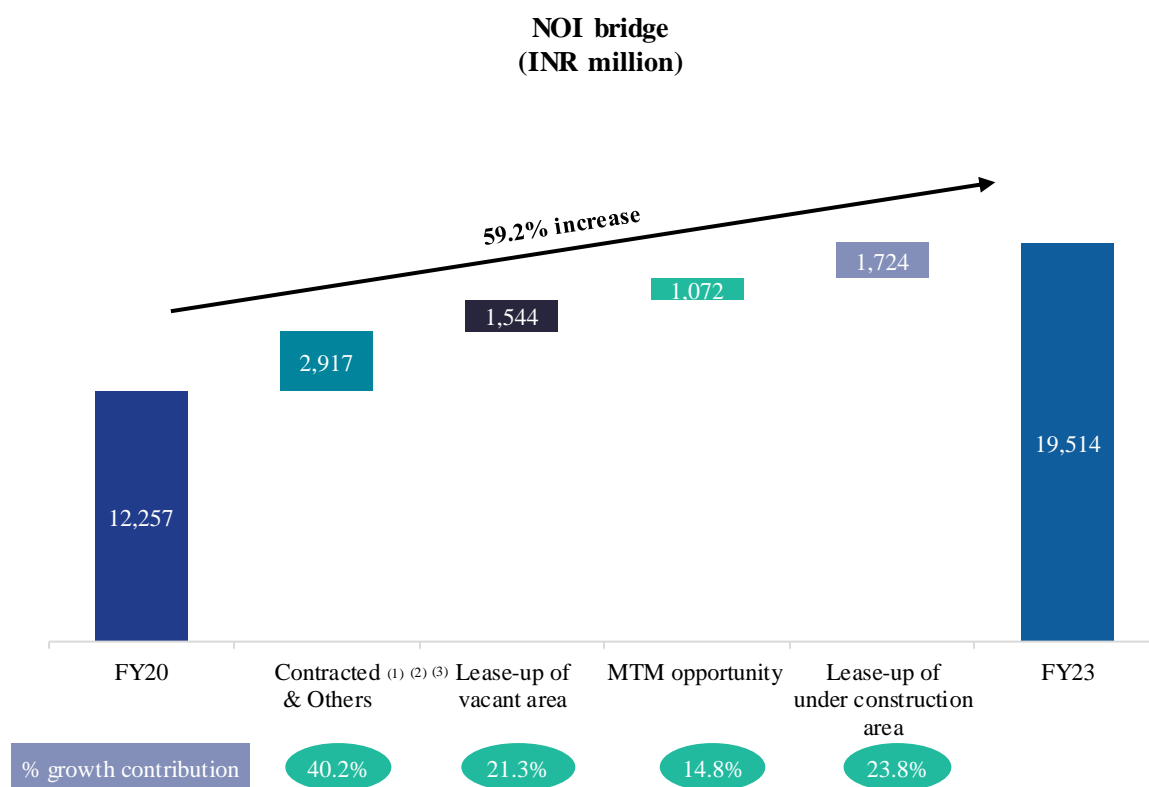 NOI bridge
(INR million)
59.2% increase
1,724
1,072
1,544
2,917
19,514
12,257
FY20
Contracted (1) (2) (3)
& Others
Lease-up of
vacant area
MTM opportunity
Lease-up of
under construction
area
FY23
% growth contribution
40.2%
21.3%
14.8%
23.8%